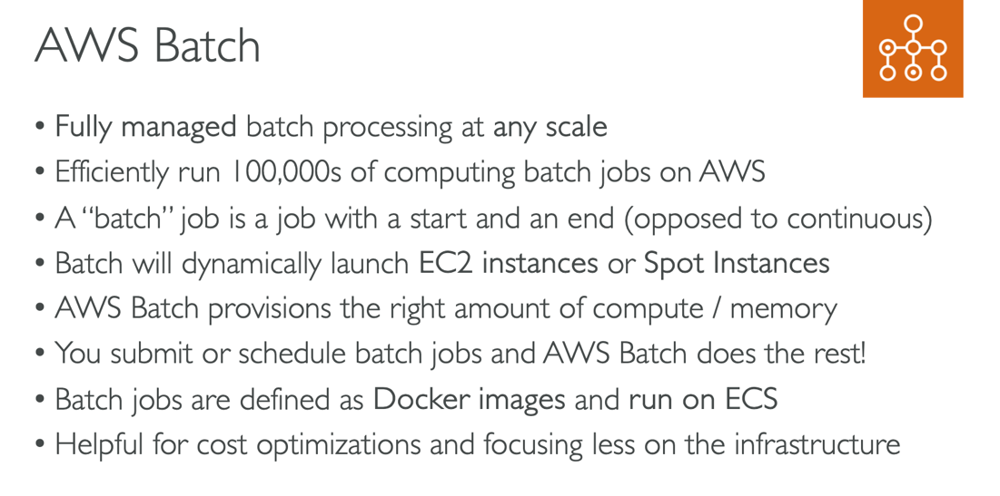 AWS Batch
• Fully managed batch processing at any scale
• Efficiently run 100,000s of computing batch jobs on AWS
• A “batch” job is a job with a start and an end (opposed to continuous)
• Batch will dynamically launch EC2 instances or Spot Instances
• AWS Batch provisions the right amount of compute / memory
• You submit or schedule batch jobs and AWS Batch does the rest!
• Batch jobs are defined as Docker images and run on ECS
• Helpful for cost optimizations and focusing less on the infrastructure